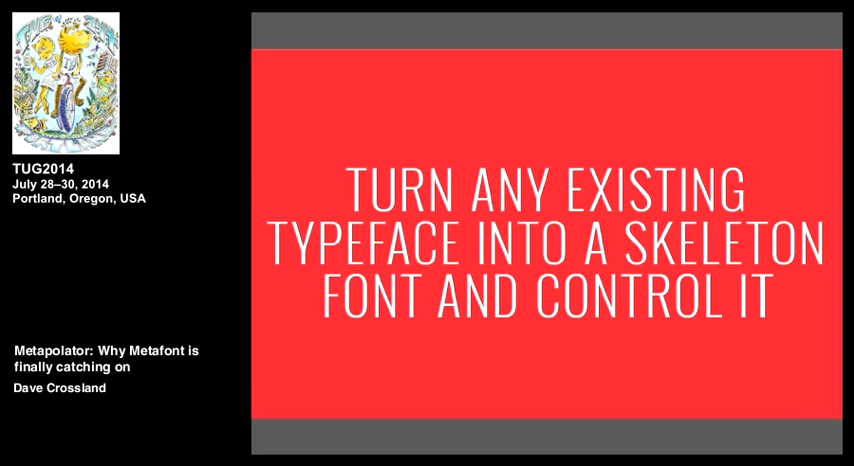 TUG2014
July 28–30, 2014
Portland, Oregon, USA
Metapolator: Why Metafont is
finally catching on
Dave Crossland
TURN ANY EXISTING
TYPEFACE INTO A SKELETON
FONT AND CONTROL IT